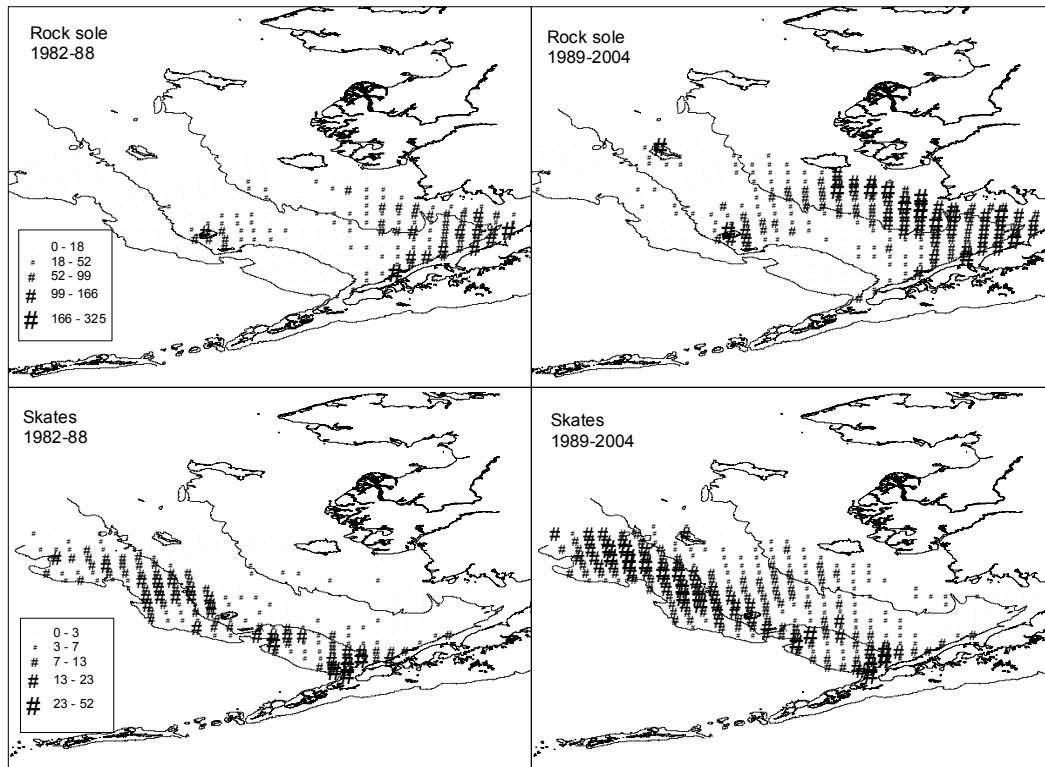 Rock sole
1982-88
Rock sole
1989-2004
0 - 18
18 - 52
# 52 - 99
# 99 - 166
# 166 - 325
Skates
1982-88
Skates
1989-2004
0 - 3
3 - 7
# 7 - 13
# 13 - 23
# 23 - 52